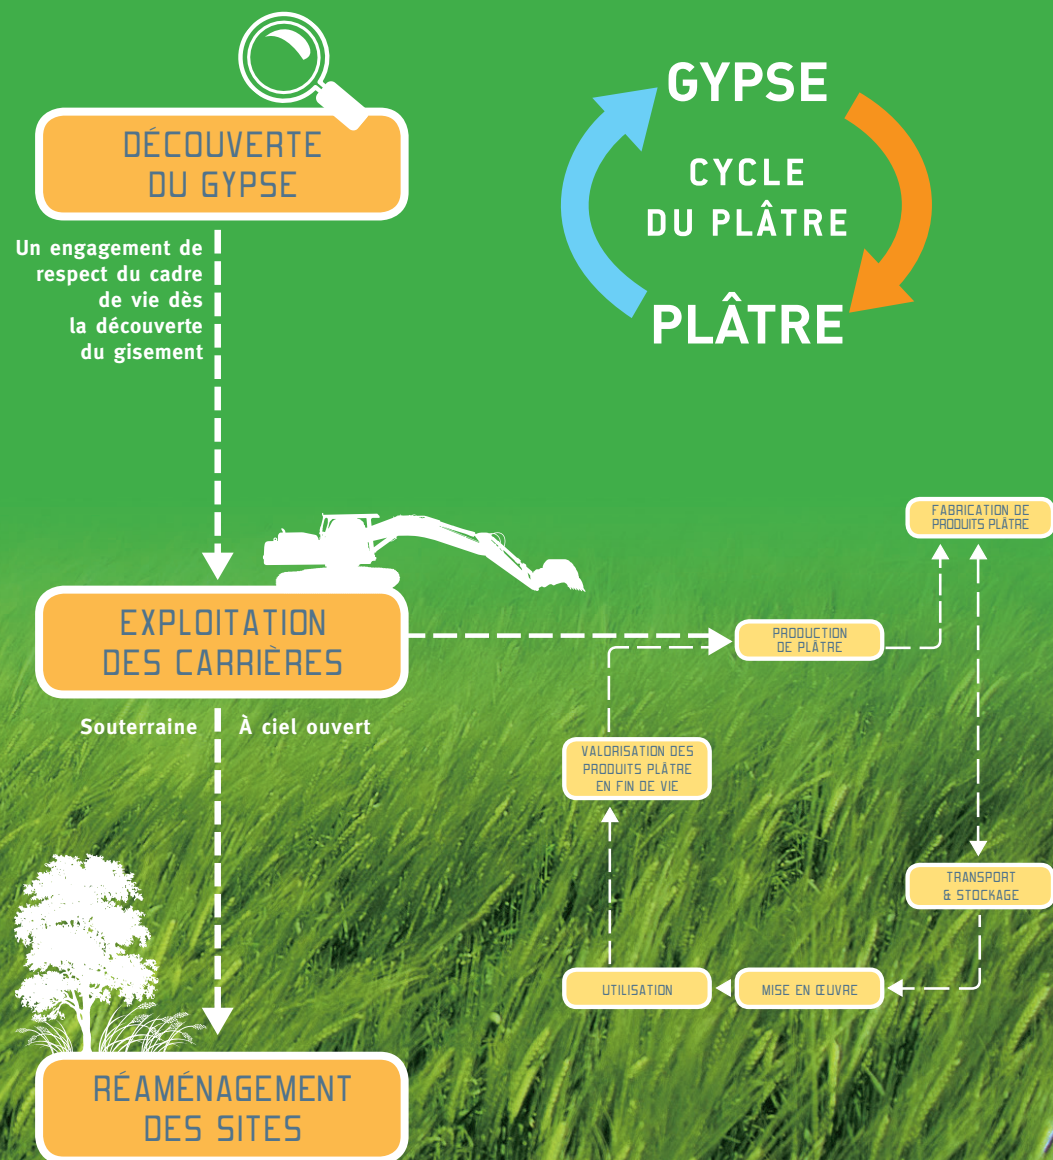 DÉCOUVERTE
DU GYPSE
Un engagement de
respect du cadre
de vie dès
la découverte
du gisement
GYPSE
CYCLE
DU PLÂTRE
PLÂTRE
EXPLOITATION
DES CARRIÈRES
Souterraine
À ciel ouvert
FABRICATION DE
PRODUITS PLÂTRE
PRODUCTION
DE PLÂTRE
VALORISATION DES
PRODUITS PLÂTRE
EN FIN DE VIE
TRANSPORT
& STOCKAGE
UTILISATION
MISE EN ŒUVRE
RÉAMÉNAGEMENT
DES SITES